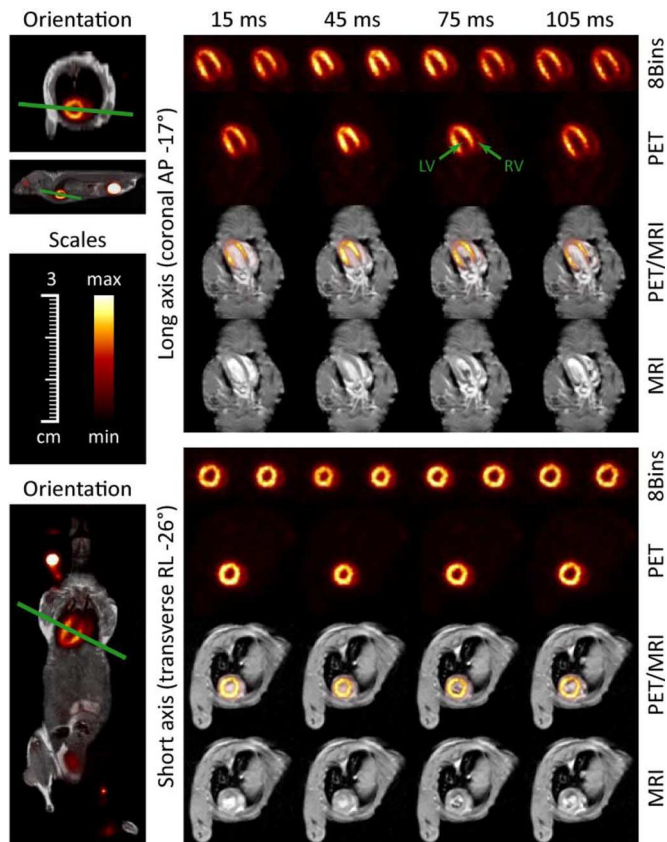 Orientation
15 ms 45 ms 75 ms 105 ms
8Bins
PET
LV RV
PET/MRI
MRI
Long axis (coronal AP -17°)
Scales
3 max
cm min
Orientation
8Bins
PET
PET/MRI
MRI
Short axis (transverse RL -26°)